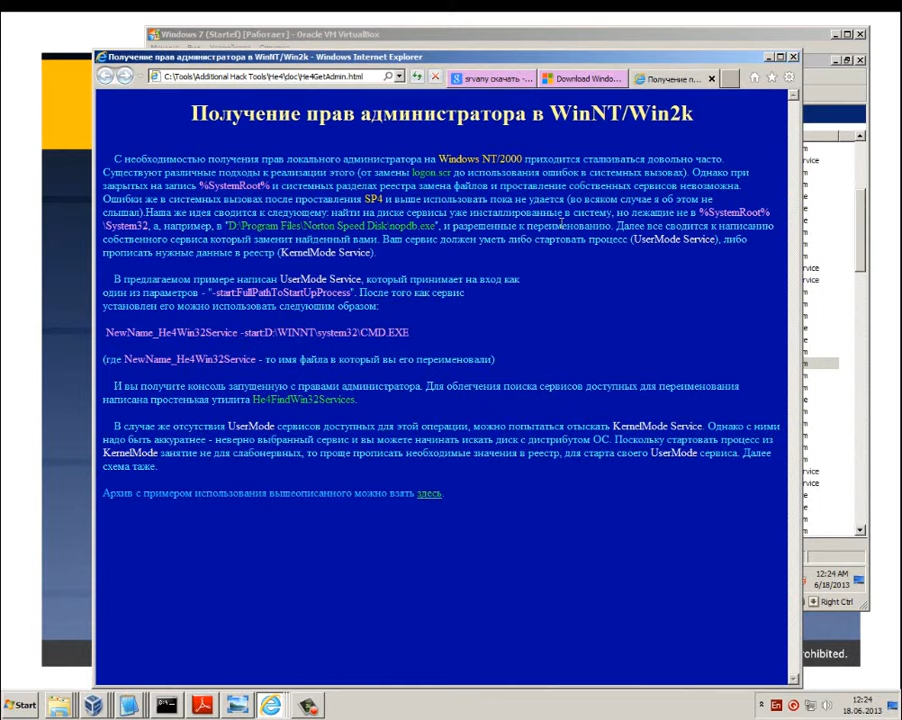 Windows 7 (Startel) [Работает] - Oracle VM VirtualBox
Получение прав администратора в WinNT/Win2k - Windows Internet Explorer
C:\Tools\Additional Hack Tools\He4\doc\He4GetAdmin.html
srvany скачать -...
Download Windo...
Получение п...
Получение прав администратора в WinNT/Win2k
С необходимостью получения прав локального администратора на Windows NT/2000 приходится сталкиваться довольно часто.
Существуют различные подходы к реализации этого (от замены logon.scr до использования ошибок в системных вызовах). Однако при
закрытых на запись %SystemRoot% и системных разделах реестра замена файлов и проставление собственных сервисов невозможна.
Ошибки же в системных вызовах после проставления SP4 и выше использовать пока не удается (во всяком случае я об этом не
слышал).Наша же идея сводится к следующему: найти на диске сервисы уже инсталлированные в систему, но лежащие не в %SystemRoot%
\System32, а, например, в "D:\Program Files\Norton Speed Disk\nopdb.exe", и разрешенные к переименованию. Далее все сводится к написанию
собственного сервиса который заменит найденный вами. Ваш сервис должен уметь либо стартовать процесс (UserMode Service), либо
прописать нужные данные в реестр (KernelMode Service).
В предлагаемом примере написан UserMode Service, который принимает на вход как
один из параметров - "-start:FullPathToStartUpProcess". После того как сервис
установлен его можно использовать следующим образом:
NewName_He4Win32Service -start:D:\WINNT\system32\CMD.EXE
(где NewName_He4Win32Service - то имя файла в который вы его переименовали)
И вы получите консоль запущенную с правами администратора. Для облегчения поиска сервисов доступных для переименования
написана простенькая утилита He4FindWin32Services.
В случае же отсутствия UserMode сервисов доступных для этой операции, можно попытаться отыскать KernelMode Service. Однако с ними
надо быть аккуратнее - неверно выбранный сервис и вы можете начинать искать диск с дистрибутом ОС. Поскольку стартовать процесс из
KernelMode занятие не для слабонервных, то проще прописать необходимые значения в реестр, для старта своего UserMode сервиса. Далее
схема таже.
Архив с примером использования вышеописанного можно взять здесь.
12:24 AM
6/18/2013
Right Ctrl
rohibited.
Start
En
12:24
18.06.2013